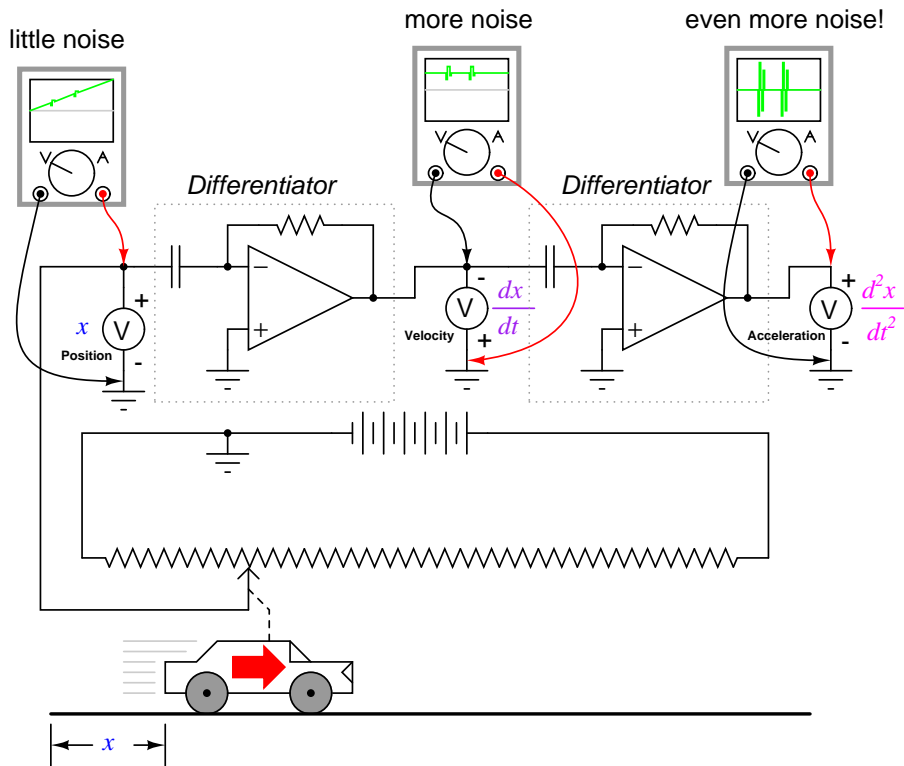 little noise
more noise
even more noise!
V A
V A
V A
Differentiator
Differentiator
− 
−
+
V
-
x
Position
+
-
V
+
Velocity
dx
dt
+
+
V
-
Acceleration
d²x
dt²
x